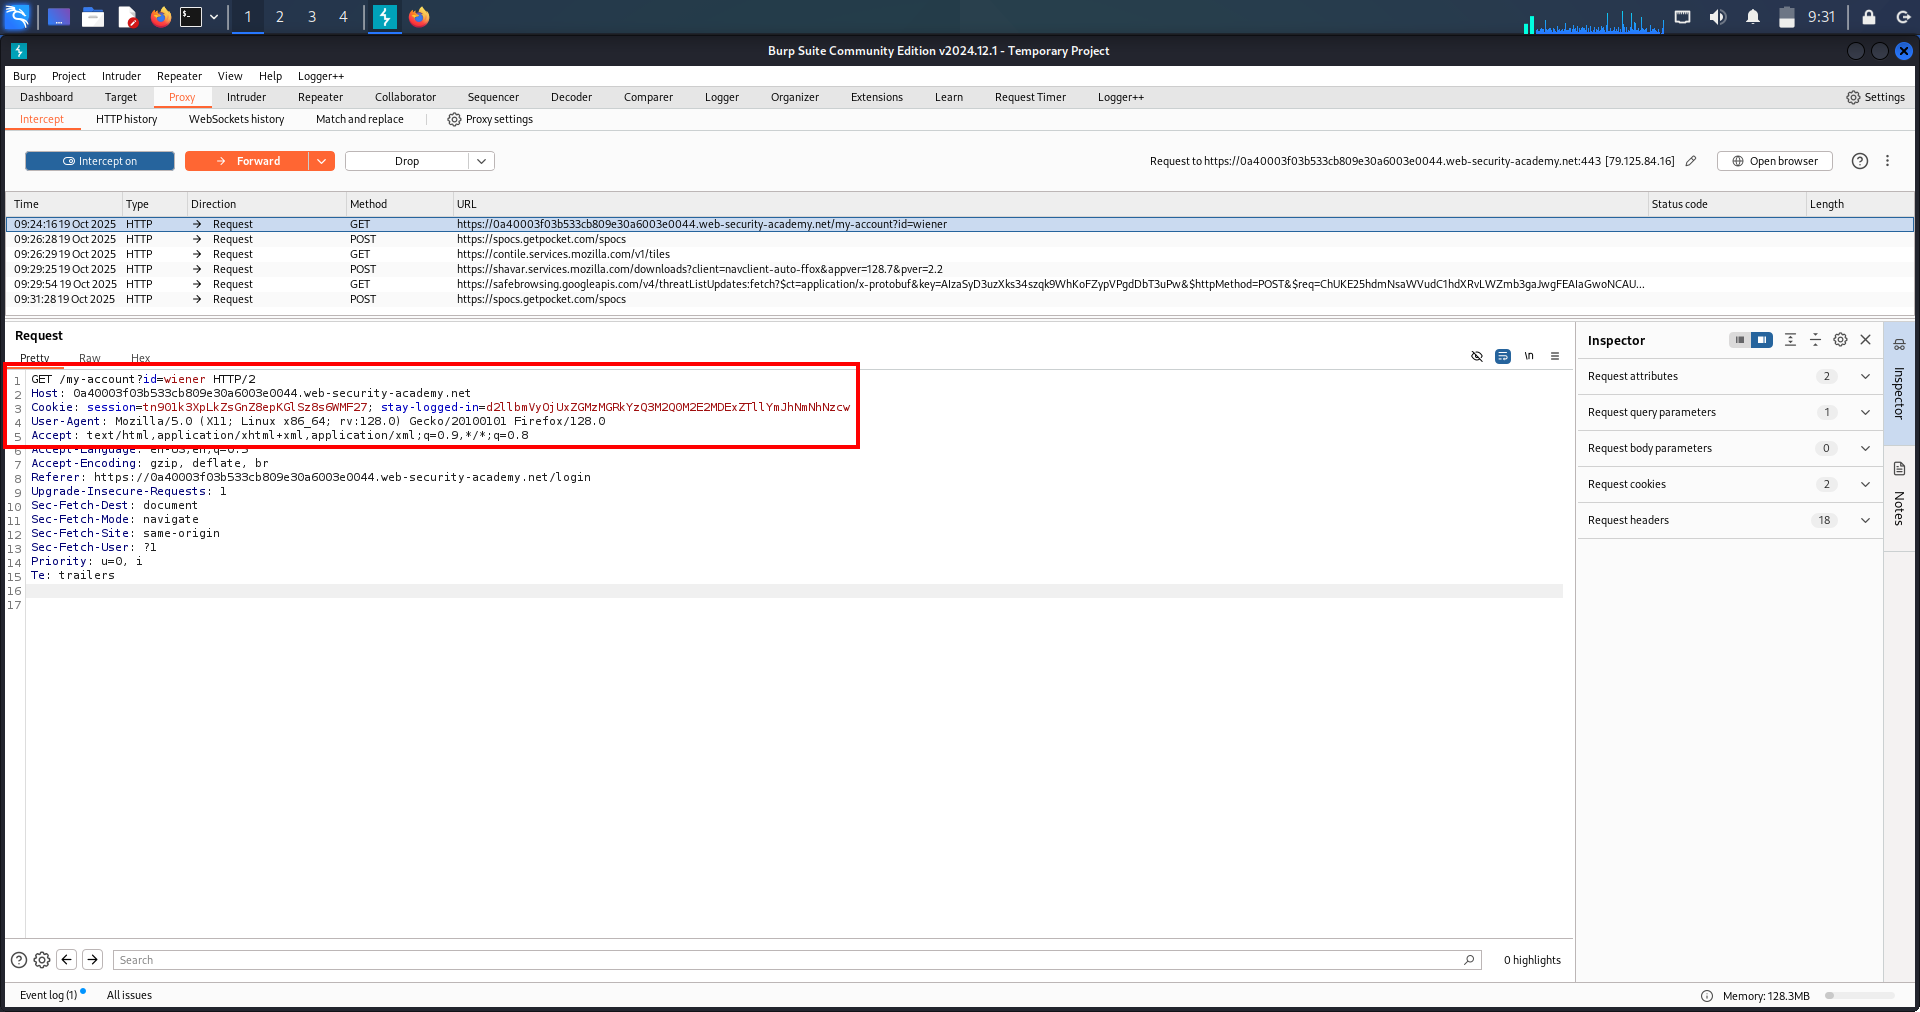 1 2 3 4 9:31
Burp Suite Community Edition v2024.12.1 - Temporary Project
Burp Project Intruder Repeater View Help Logger++
Dashboard Target Proxy Intruder Repeater Collaborator Sequencer Decoder Comparer Logger Organizer Extensions Learn Request Timer Logger++ Settings
Intercept HTTP history WebSockets history Match and replace Proxy settings
Intercept on Forward Drop Request to https://0a40003f03b533cb809e30a6003e0044.web-security-academy.net:443 [79.125.84.16] Open browser
Time Type Direction Method URL Status code Length
09:24:16 19 Oct 2025 HTTP → Request GET https://0a40003f03b533cb809e30a6003e0044.web-security-academy.net/my-account?id=wiener
09:26:28 19 Oct 2025 HTTP → Request POST https://spocs.getpocket.com/spocs
09:26:29 19 Oct 2025 HTTP → Request GET https://contile.services.mozilla.com/v1/tiles
09:29:25 19 Oct 2025 HTTP → Request POST https://shavar.services.mozilla.com/downloads?client=navclient-auto-ffox&appver=128.7&pver=2.2
09:29:54 19 Oct 2025 HTTP → Request GET https://safebrowsing.googleapis.com/v4/threatListUpdates:fetch?$ct=application/x-protobuf&key=AIzaSyD3uzXks34szqk9WhKoFZypVPgdDbT3uPw&$httpMethod=POST&$req=ChUKE25hdmNsaWVudC1hdXRvLWZmb3gaJwgFEAIaGwoNCAU...
09:31:28 19 Oct 2025 HTTP → Request POST https://spocs.getpocket.com/spocs
Request
Pretty Raw Hex \n
1 GET /my-account?id=wiener HTTP/2
2 Host: 0a40003f03b533cb809e30a6003e0044.web-security-academy.net
3 Cookie: session=tn901k3XpLkZsGnZ8epKGlSz8s6WMF27; stay-logged-in=d2llbmVyOjUxZGMzMGRkYzQ3M2Q0M2E2MDExZTllYmJhNmNhNzcw
4 User-Agent: Mozilla/5.0 (X11; Linux x86_64; rv:128.0) Gecko/20100101 Firefox/128.0
5 Accept: text/html,application/xhtml+xml,application/xml;q=0.9,*/*;q=0.8
6 Accept-Language: en-US,en;q=0.5
7 Accept-Encoding: gzip, deflate, br
8 Referer: https://0a40003f03b533cb809e30a6003e0044.web-security-academy.net/login
9 Upgrade-Insecure-Requests: 1
10 Sec-Fetch-Dest: document
11 Sec-Fetch-Mode: navigate
12 Sec-Fetch-Site: same-origin
13 Sec-Fetch-User: ?1
14 Priority: u=0, i
15 Te: trailers
16
17
Inspector
Request attributes 2
Request query parameters 1
Request body parameters 0
Request cookies 2
Request headers 18
Inspector
Notes
Search 0 highlights
Event log (1) All issues Memory: 128.3MB